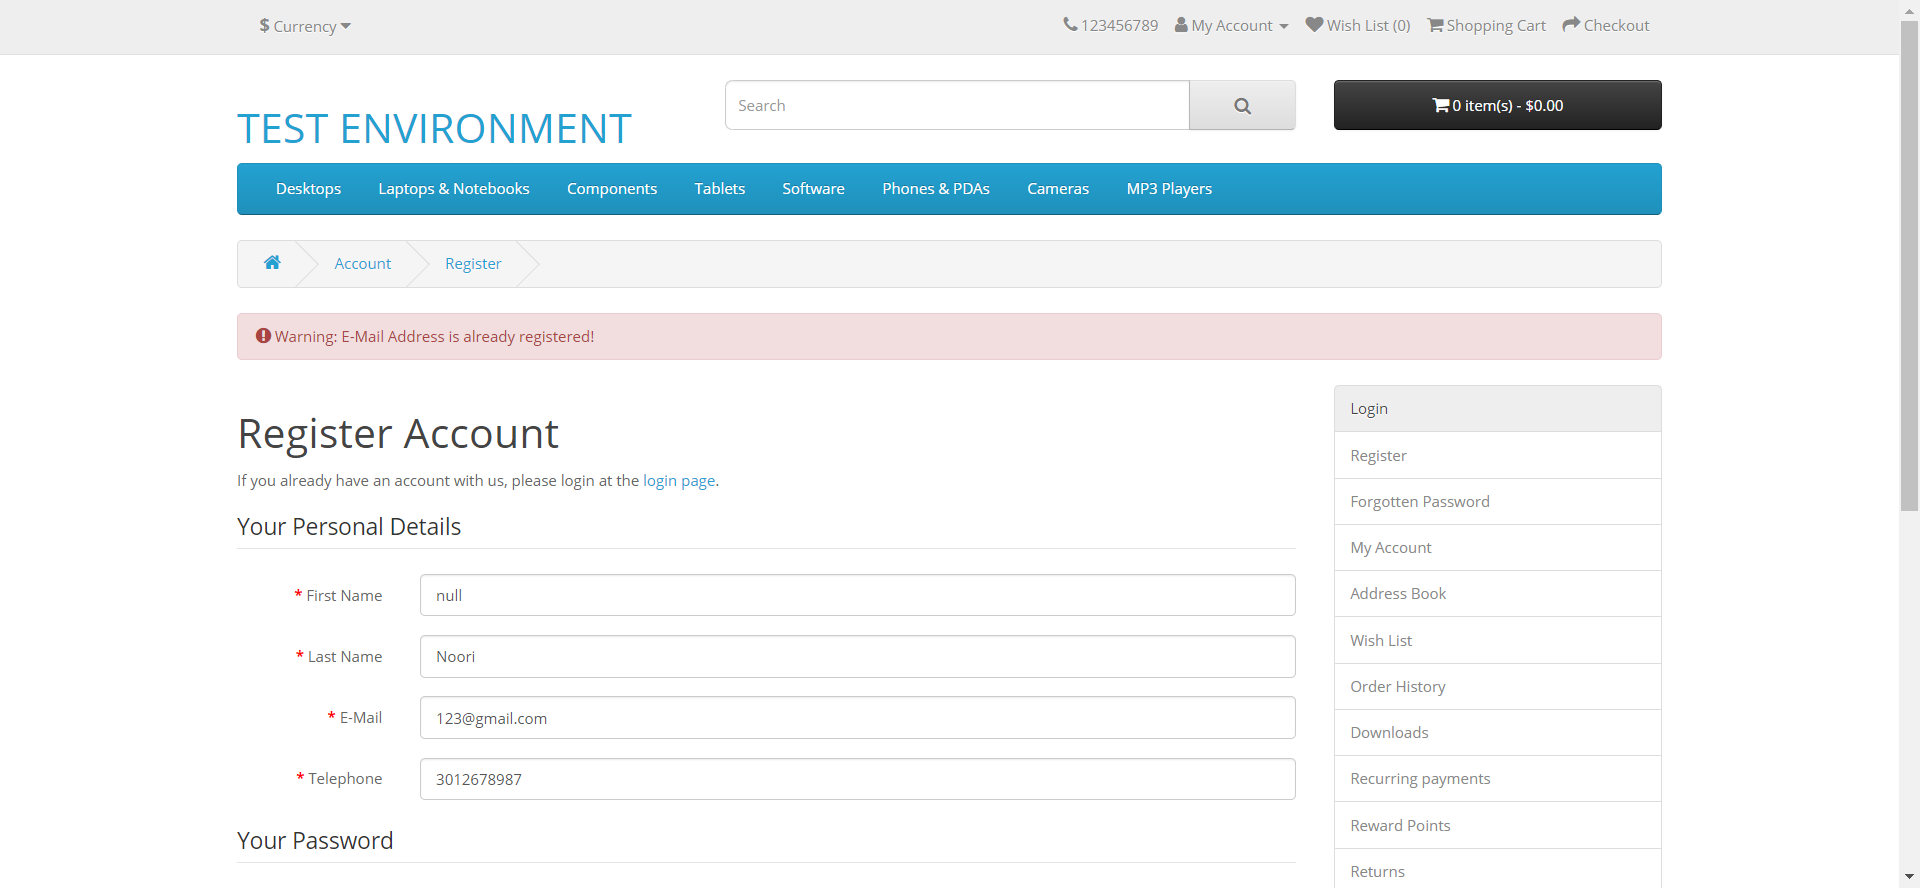 $ Currency
123456789 My Account Wish List (0) Shopping Cart Checkout
TEST ENVIRONMENT
Search
0 item(s) - $0.00
Desktops Laptops & Notebooks Components Tablets Software Phones & PDAs Cameras MP3 Players
Account Register
Warning: E-Mail Address is already registered!
Register Account
If you already have an account with us, please login at the login page.
Your Personal Details
* First Name null
* Last Name Noori
* E-Mail 123@gmail.com
* Telephone 3012678987
Your Password
Login
Register
Forgotten Password
My Account
Address Book
Wish List
Order History
Downloads
Recurring payments
Reward Points
Returns